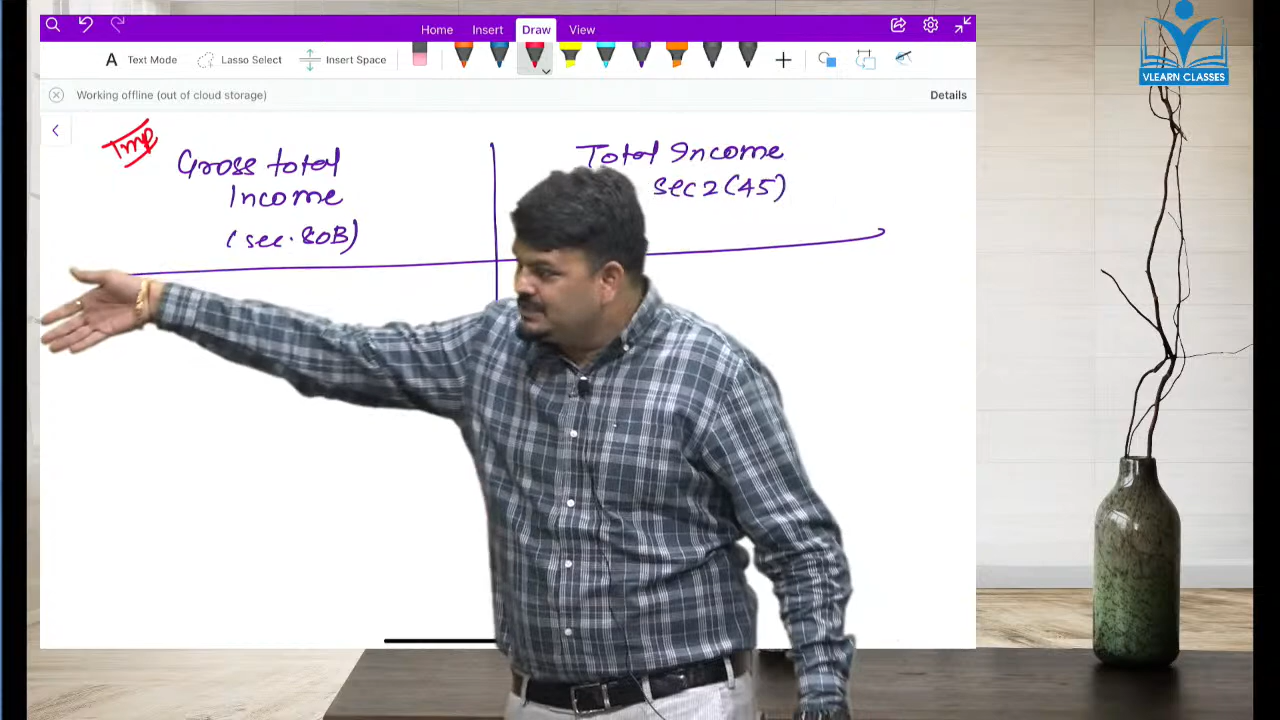 Home Insert Draw View
Text Mode Lasso Select Insert Space
Working offline (out of cloud storage) Details
VLEARN CLASSES
Imp
Gross total
Income
(sec. 80B)
Total Income
Sec 2(45)